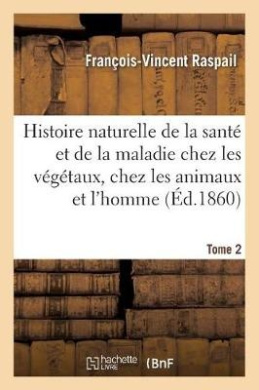 François-Vincent Raspail
Histoire naturelle de la santé
et de la maladie chez les
végétaux, chez les animaux
et l'homme (Éd.1860)
Tome 2
hachette
LIVRE
{BnF